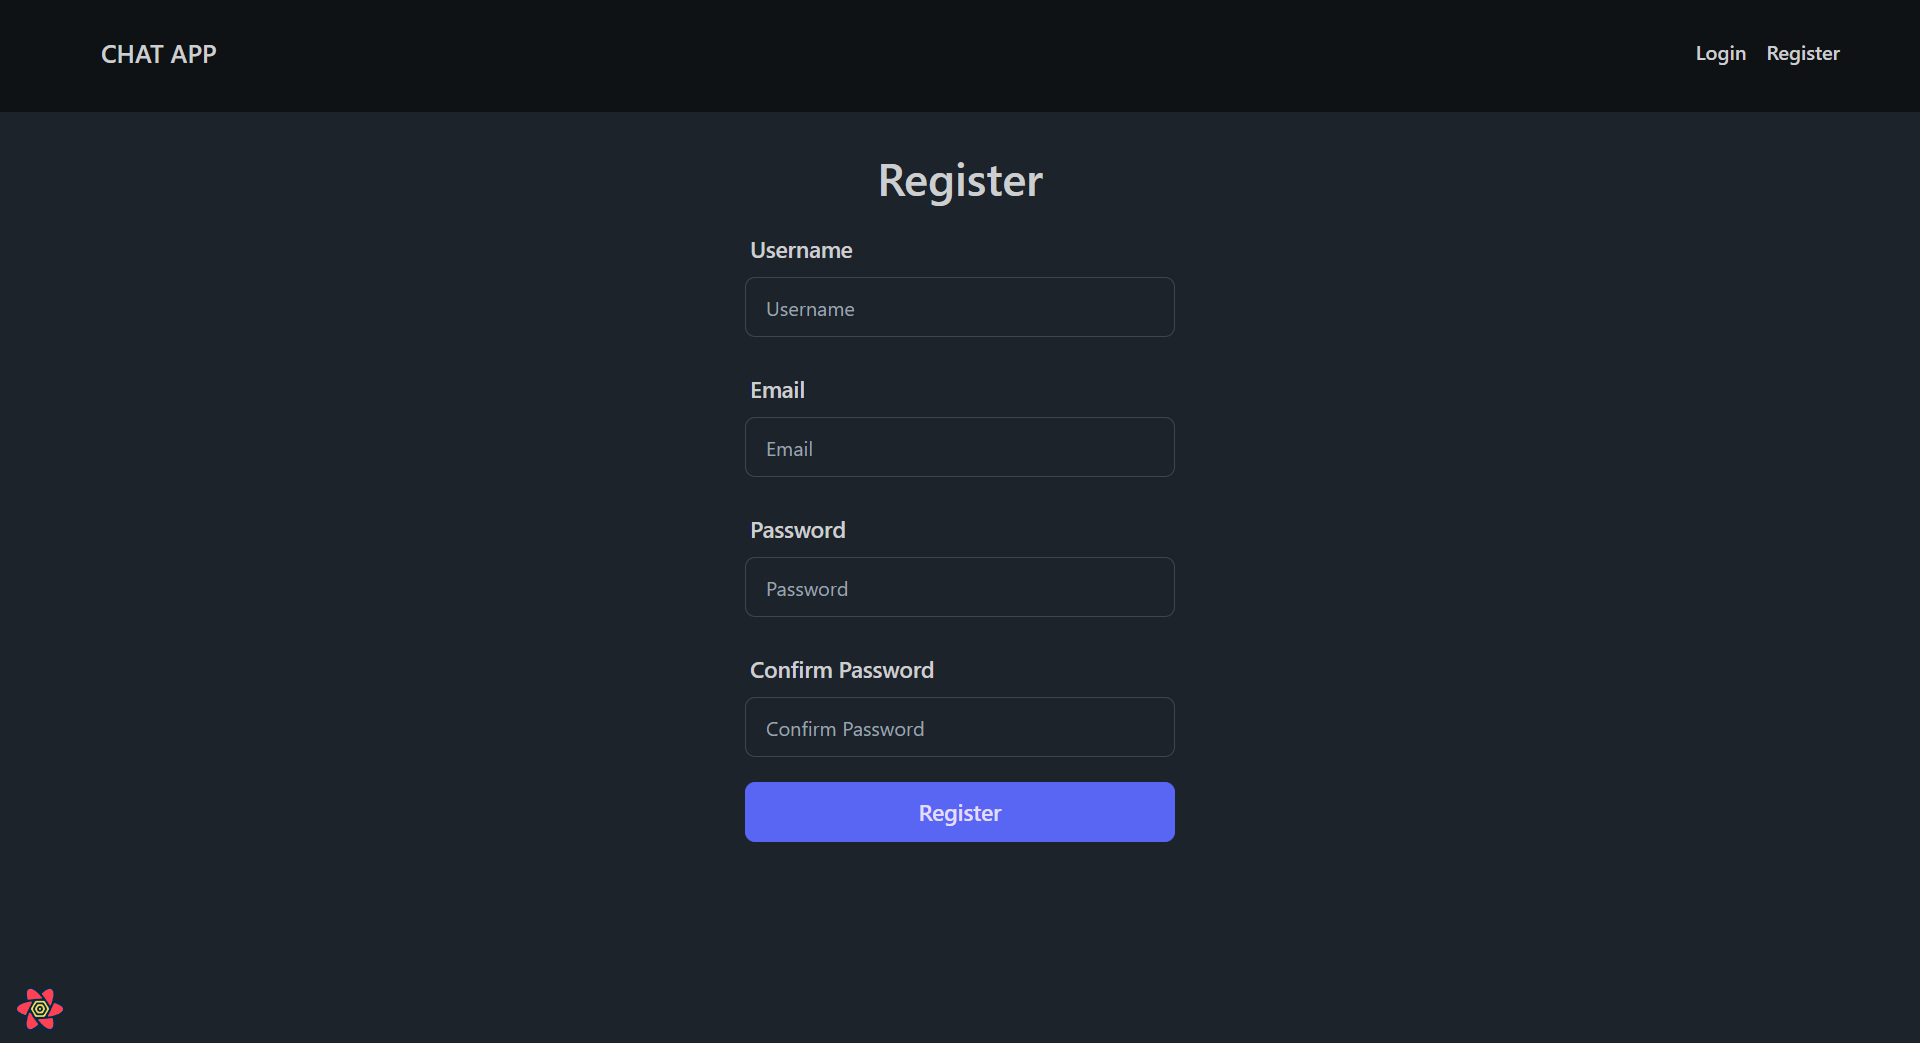 CHAT APP
Login Register
Register
Username
Username
Email
Email
Password
Password
Confirm Password
Confirm Password
Register